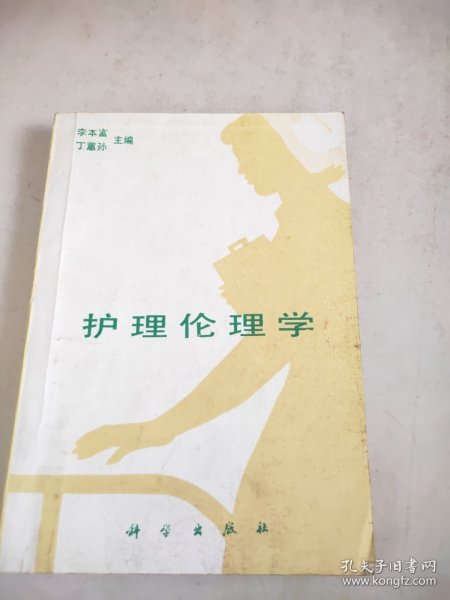 李本富
丁蕙孙 主编
护理伦理学
科学出版社
孔夫子旧书网
www.kongfz.com